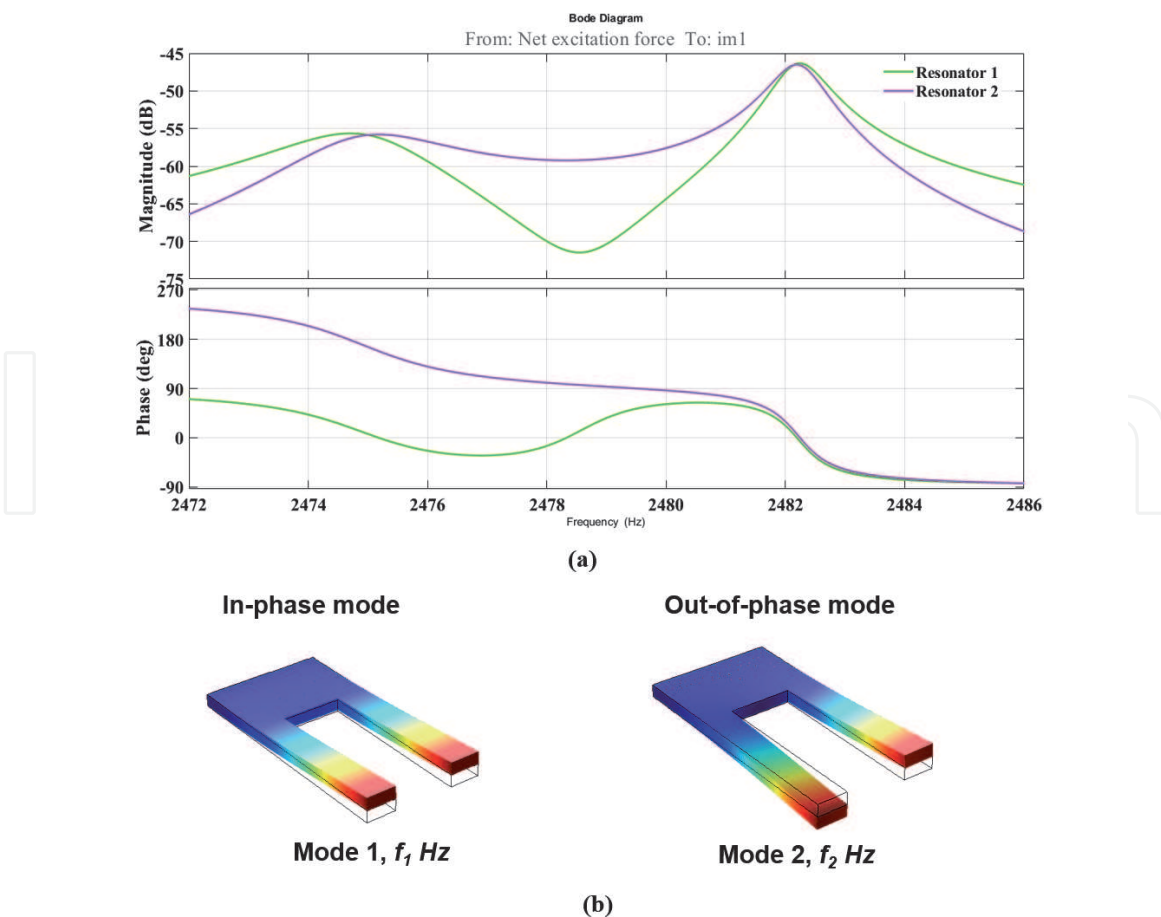 Bode Diagram
From: Net excitation force To: im1
Magnitude (dB)
-45
-50
-55
-60
-65
-70
-75
Resonator 1
Resonator 2
Phase (deg)
270
180
90
0
-90
2472 2474 2476 2478 2480 2482 2484 2486
Frequency (Hz)
(a)
In-phase mode Out-of-phase mode
Mode 1, f1 Hz Mode 2, f2 Hz
(b)